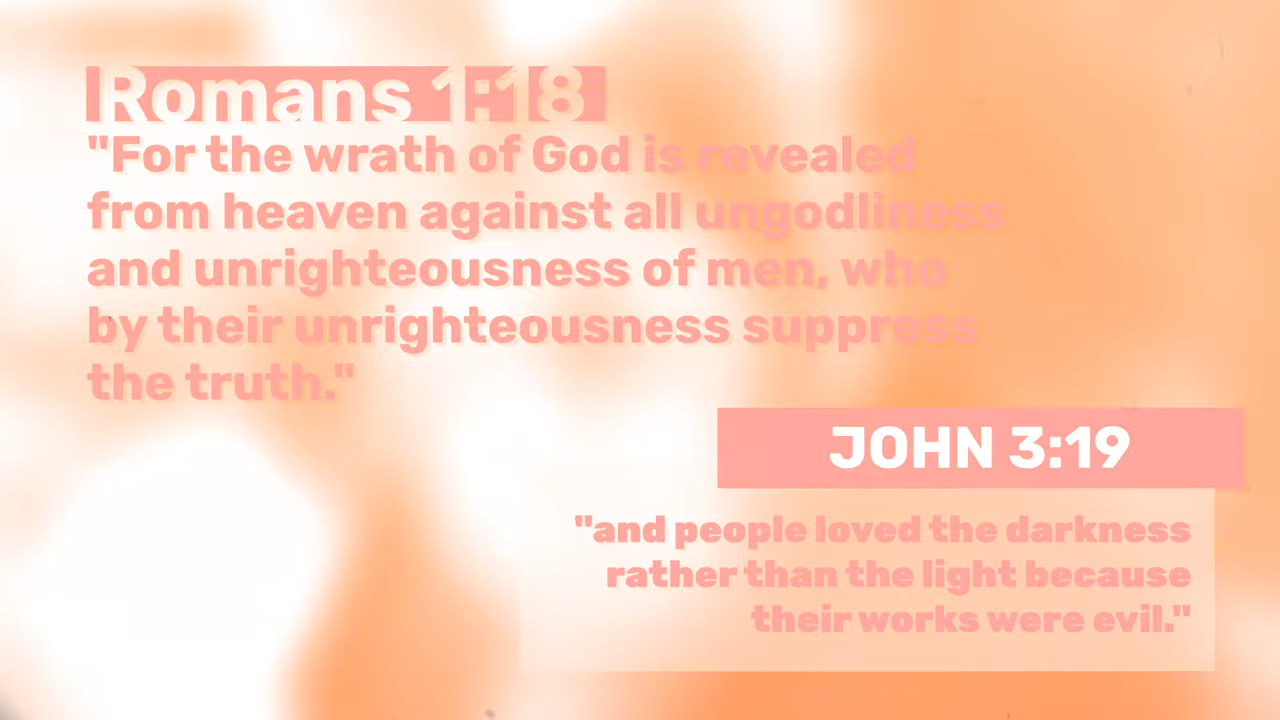 Romans 1:18
"For the wrath of God is revealed
from heaven against all ungodliness
and unrighteousness of men, who
by their unrighteousness suppress
the truth."
JOHN 3:19
"and people loved the darkness
rather than the light because
their works were evil."